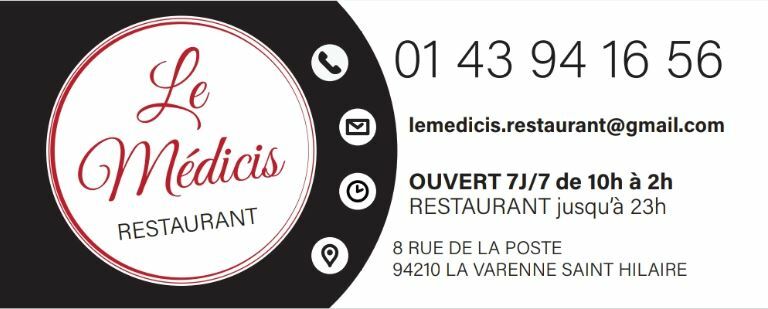 Le
Médicis
RESTAURANT
01 43 94 16 56
lemedicis.restaurant@gmail.com
OUVERT 7J/7 de 10h à 2h
RESTAURANT jusqu'à 23h
8 RUE DE LA POSTE
94210 LA VARENNE SAINT HILAIRE